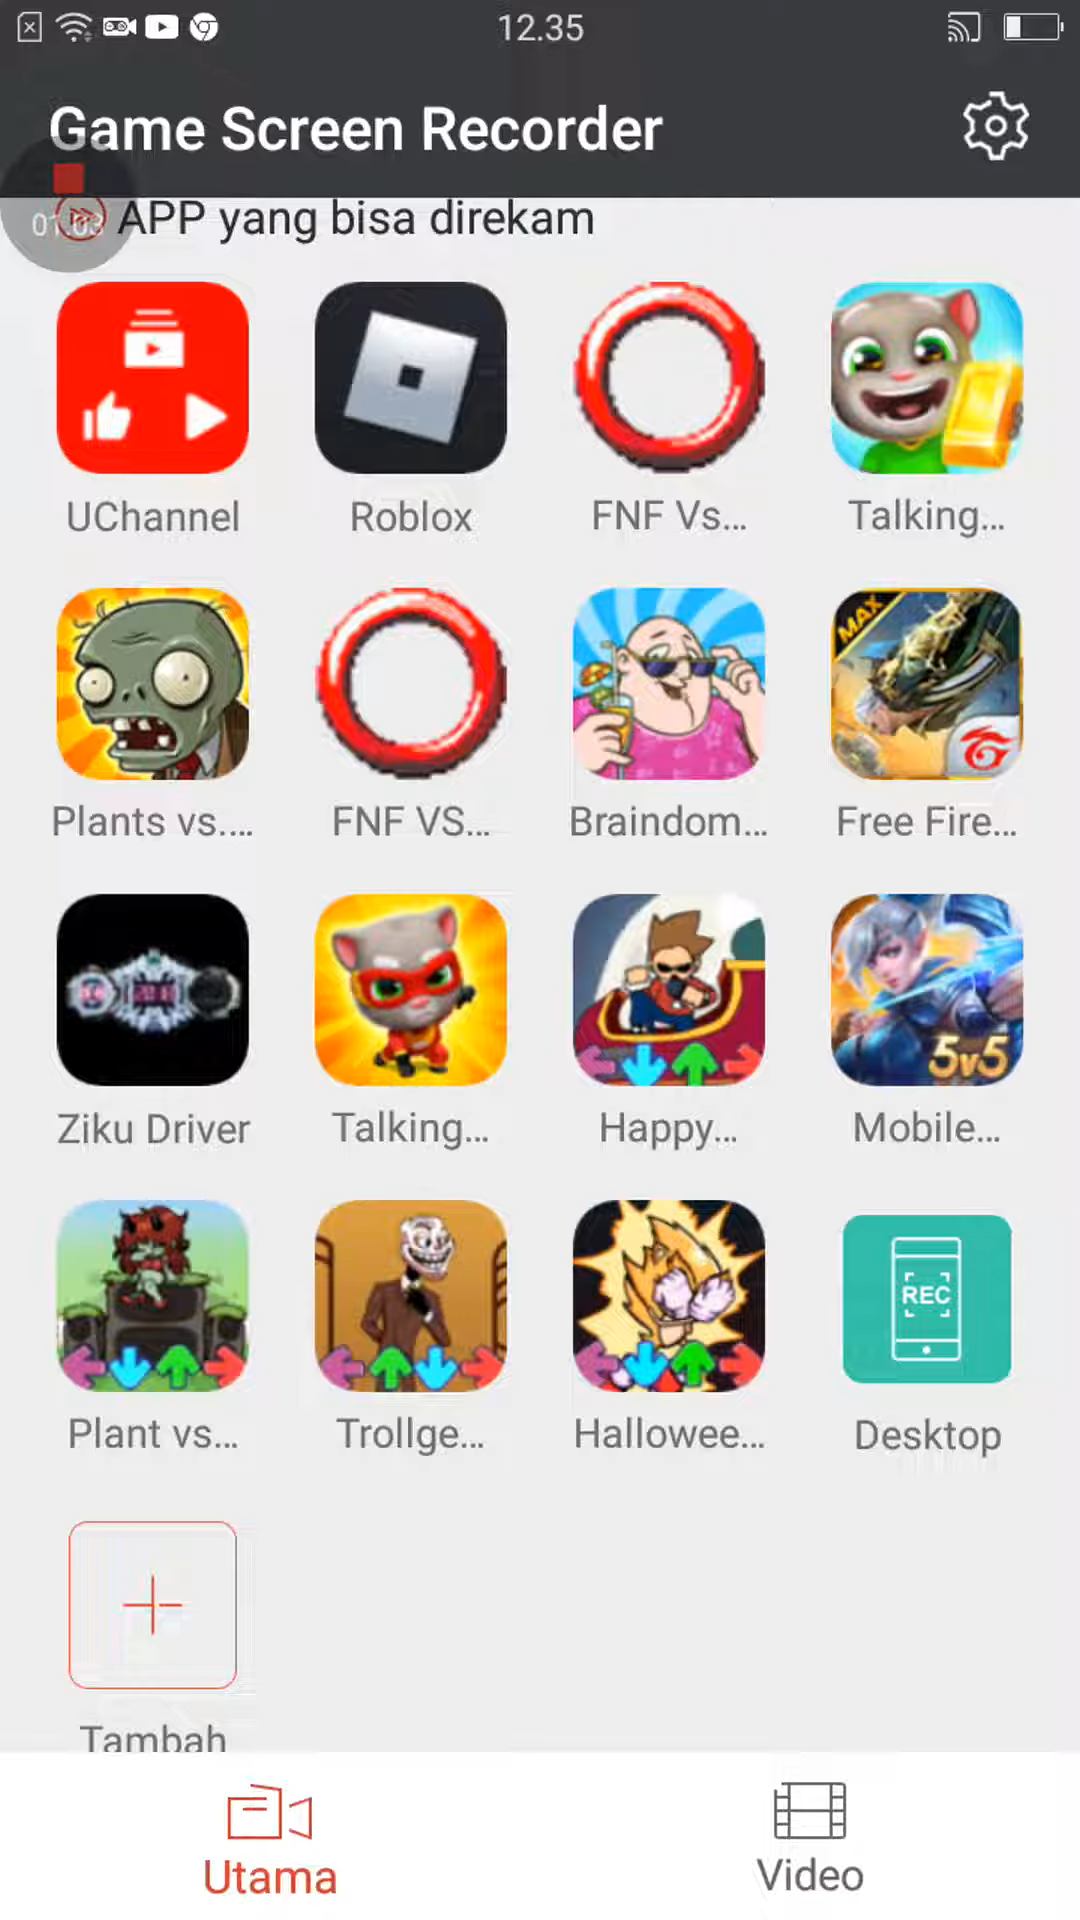 12.35
Game Screen Recorder
APP yang bisa direkam
UChannel
Roblox
FNF Vs...
Talking...
MAX
Plants vs....
FNF VS...
Braindom...
Free Fire...
5v5
Ziku Driver
Talking...
Happy...
Mobile...
REC
Plant vs...
Trollge...
Hallowee...
Desktop
Tambah
Utama
Video